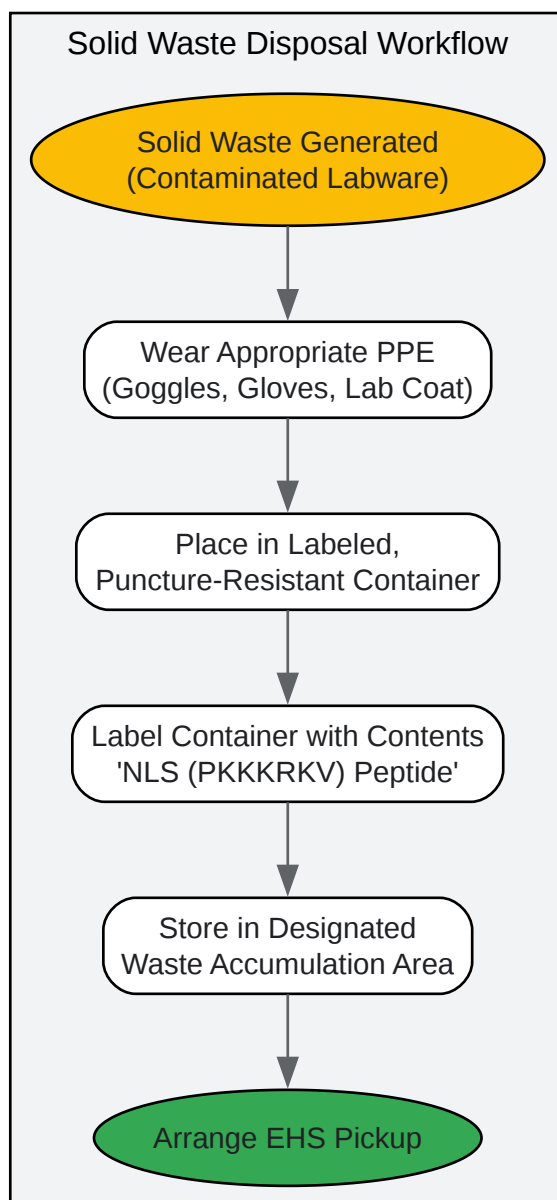 Solid Waste Disposal Workflow
Solid Waste Generated
(Contaminated Labware)
Wear Appropriate PPE
(Goggles, Gloves, Lab Coat)
Place in Labeled,
Puncture-Resistant Container
Label Container with Contents
'NLS (PKKKRKV) Peptide'
Store in Designated
Waste Accumulation Area
Arrange EHS Pickup